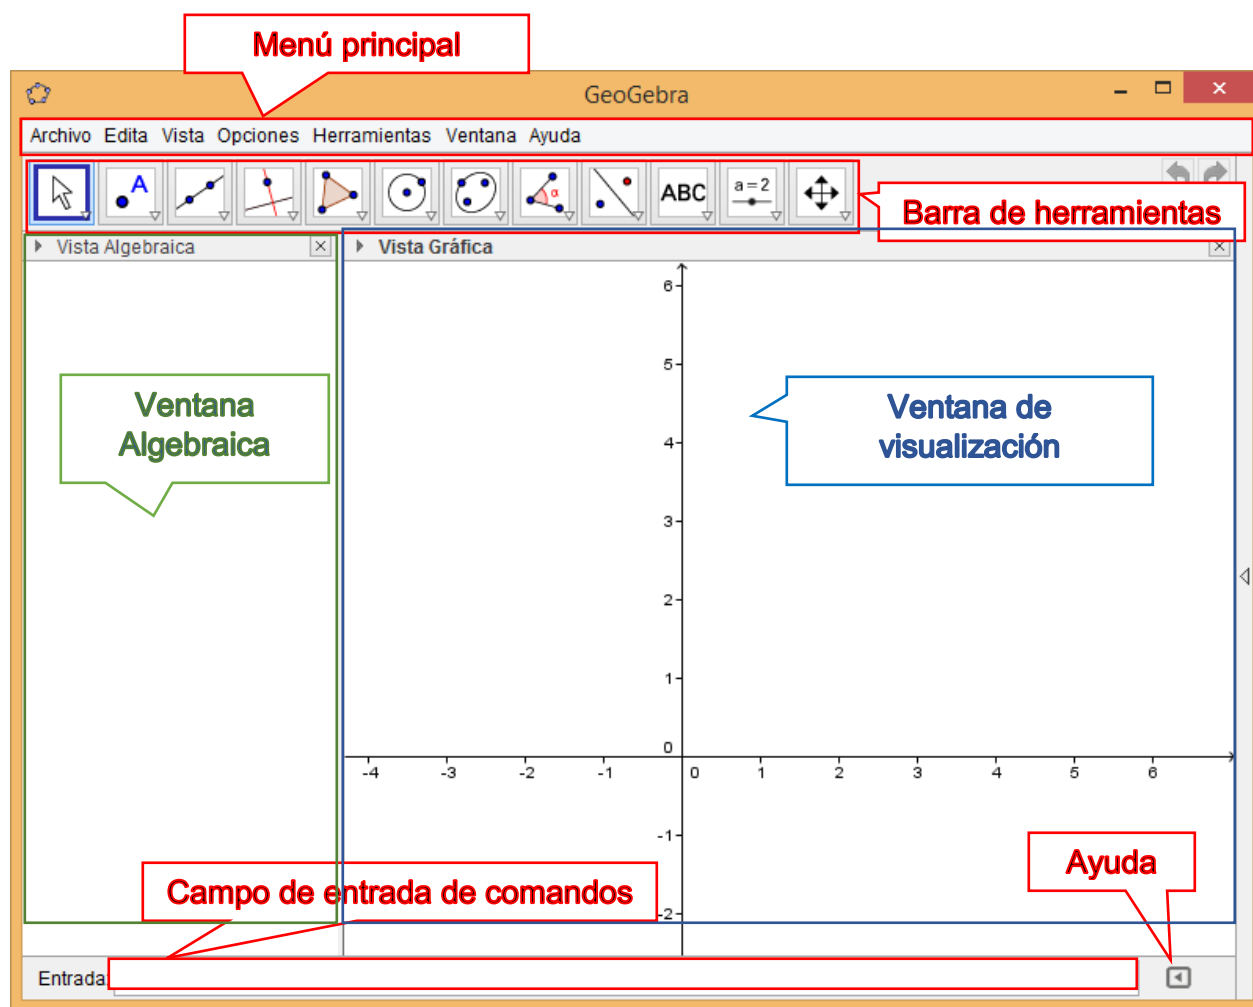 Menú principal
GeoGebra
Archivo Edita Vista Opciones Herramientas Ventana Ayuda
A
α
ABC
a=2
Barra de herramientas
Vista Algebraica
Vista Gráfica
6
5
Ventana
Algebraica
Ventana de
visualización
4
3
2
1
0
-4 -3 -2 -1 0 1 2 3 4 5 6
-1
Ayuda
Campo de entrada de comandos
-2
Entrada: